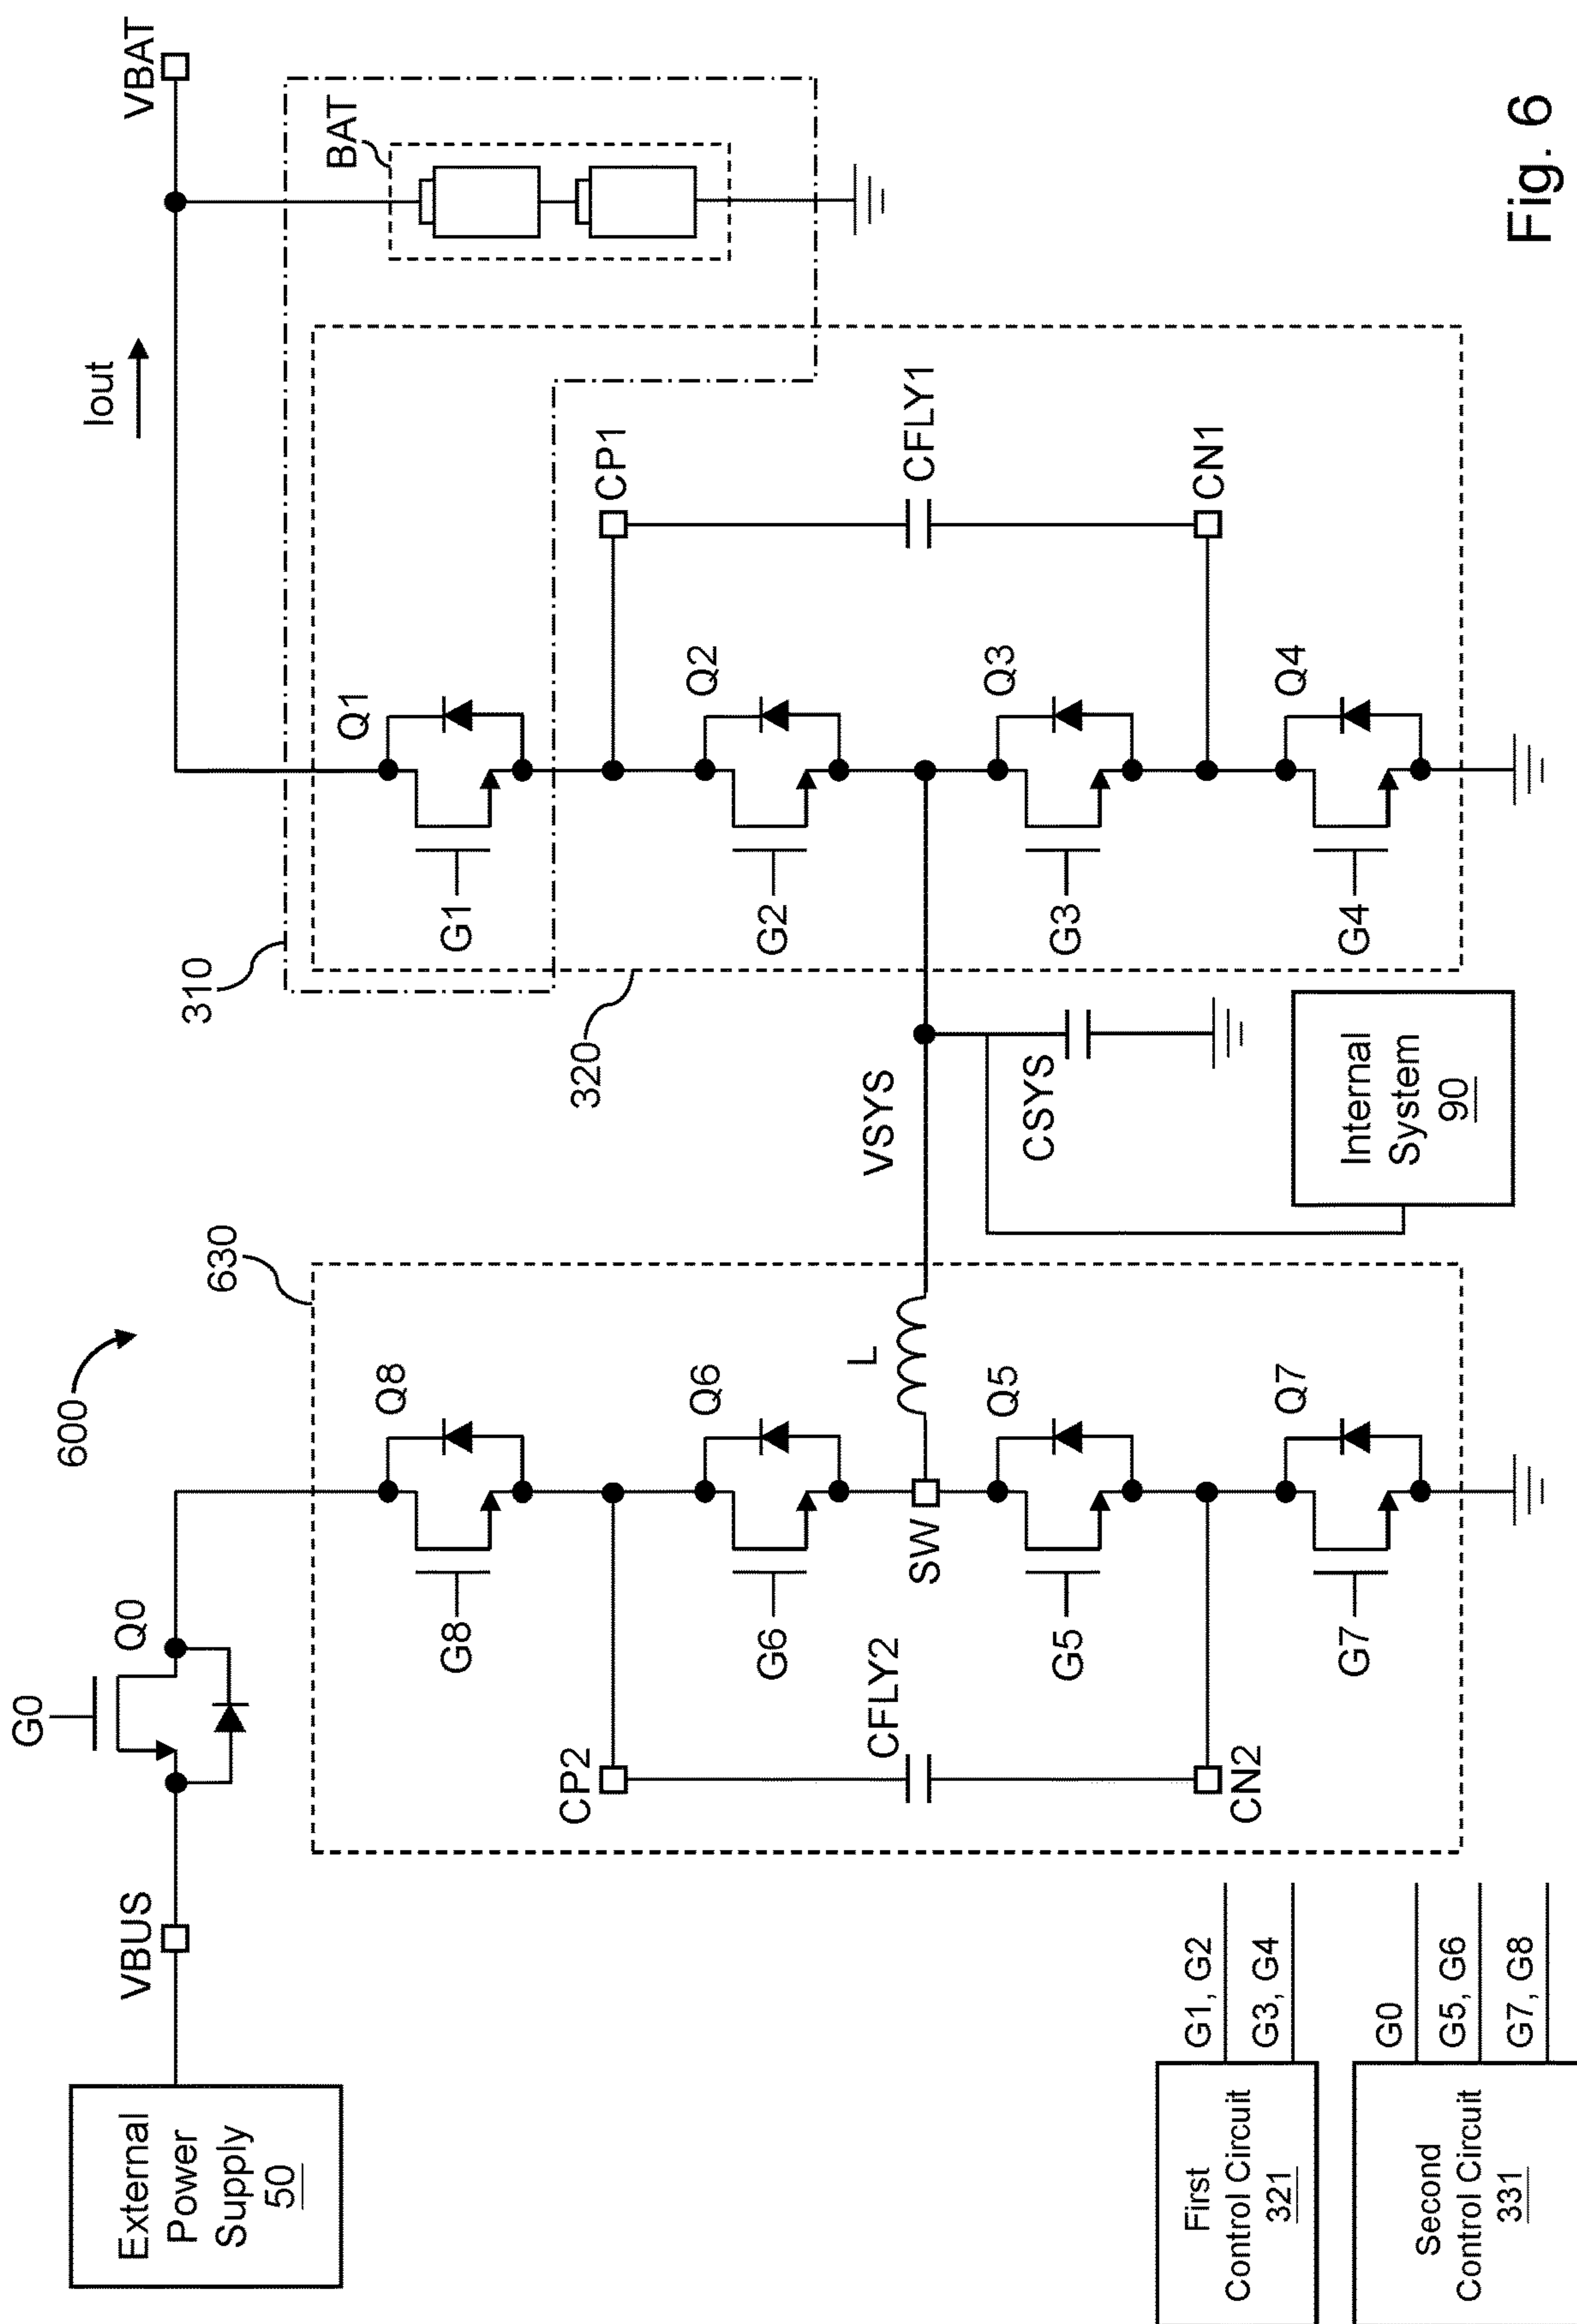 600
External
Power
Supply
50
VBUS
G0
Q0
630
G8
Q8
CP2
G6
Q6
CFLY2
SW
L
G5
Q5
CN2
G7
Q7
VSYS
CSYS
Internal
System
90
310
320
Iout
VBAT
BAT
G1
Q1
CP1
G2
Q2
CFLY1
G3
Q3
CN1
G4
Q4
First
Control Circuit
321
G1, G2
G3, G4
Second
Control Circuit
331
G0
G5, G6
G7, G8
Fig. 6